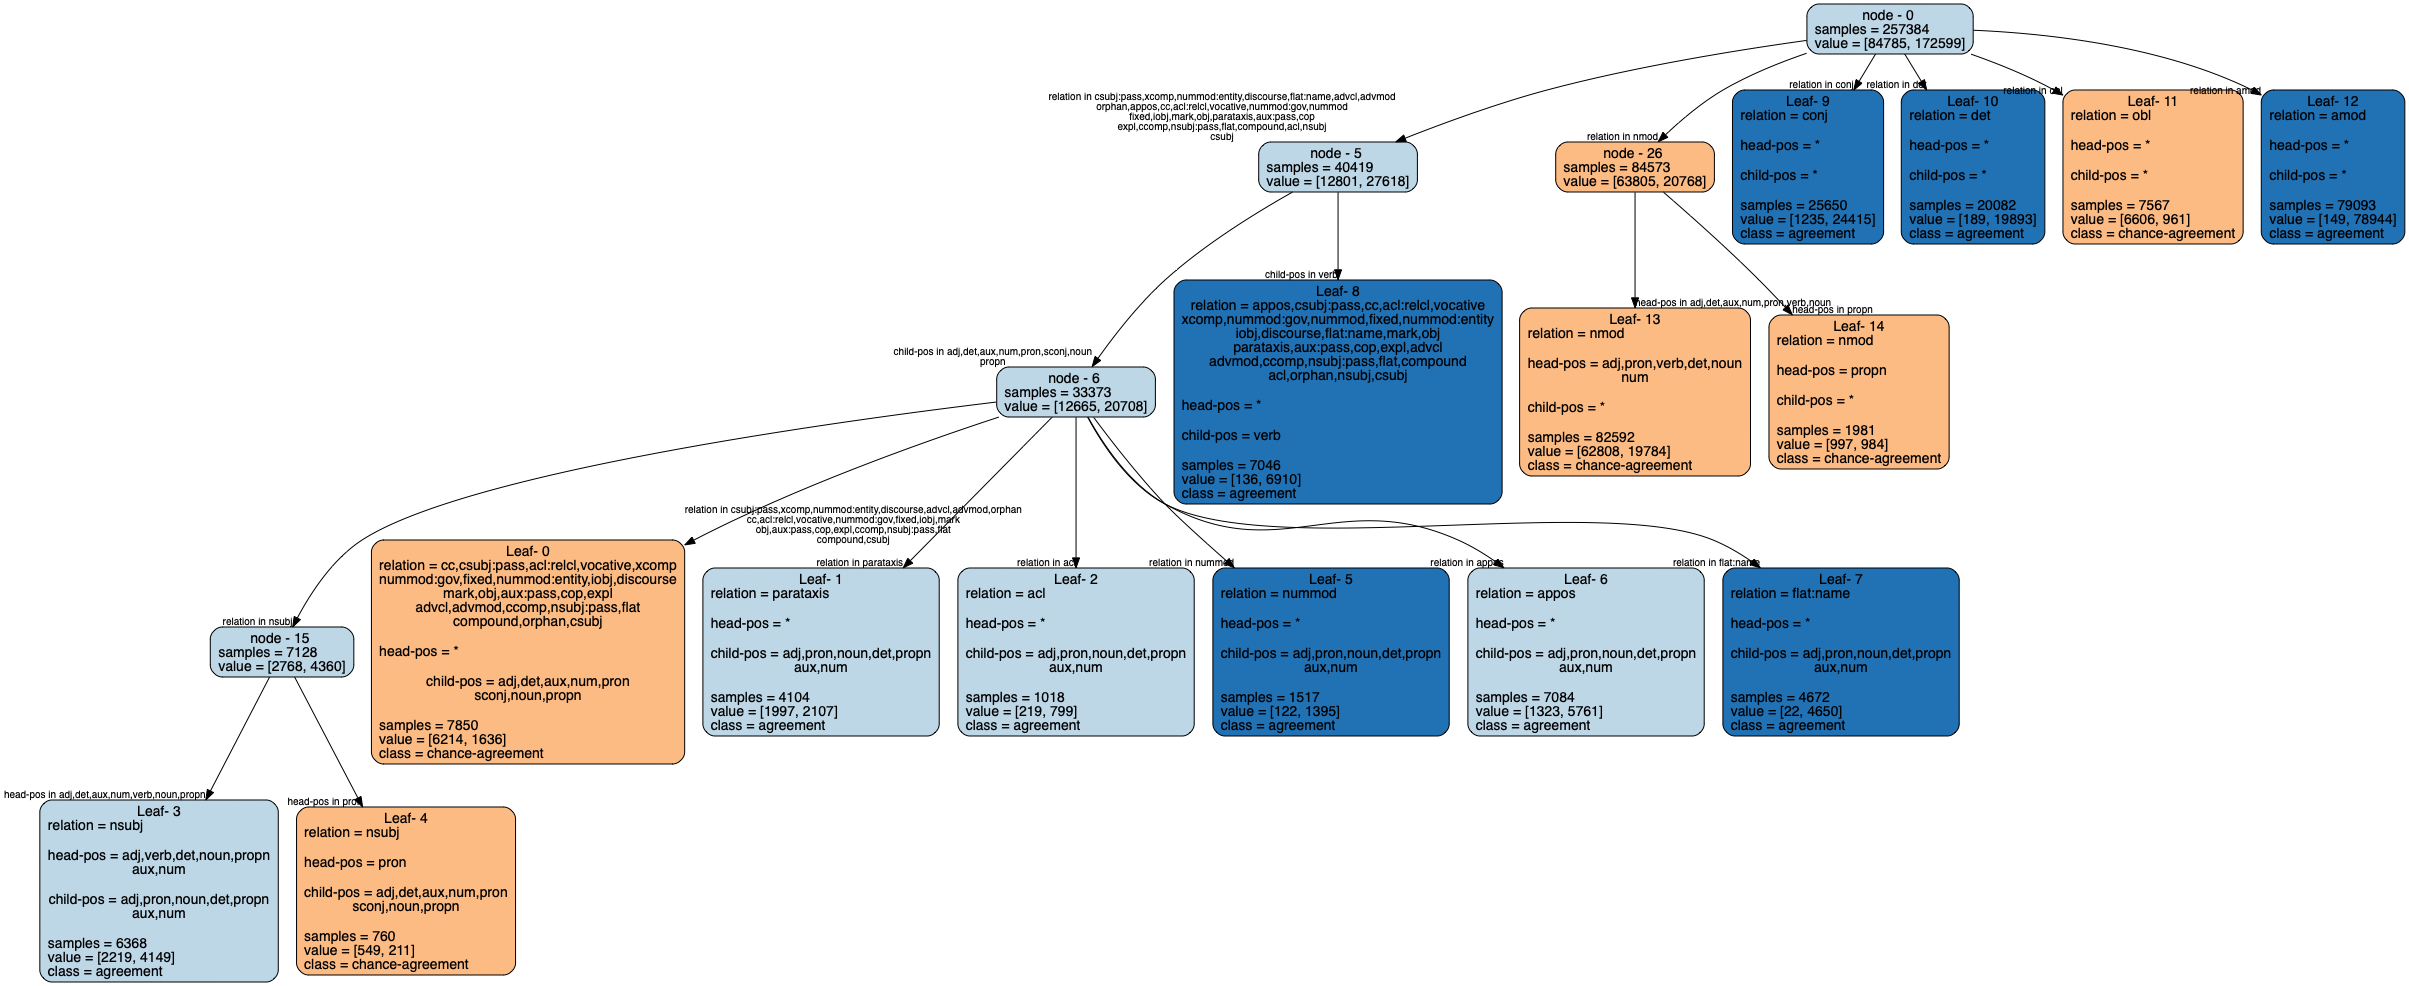 node - 0
samples = 257384
value = [84785, 172599]
relation in csubj:pass,xcomp,nummod:entity,discourse,flat:name,advcl,advmod
orphan,appos,cc,acl:relcl,vocative,nummod:gov,nummod
fixed,iobj,mark,obj,parataxis,aux:pass,cop
expl,ccomp,nsubj:pass,flat,compound,acl,nsubj
csubj
node - 5
samples = 40419
value = [12801, 27618]
relation in nmod
node - 26
samples = 84573
value = [63805, 20768]
relation in conj
Leaf- 9
relation = conj
head-pos = *
child-pos = *
samples = 25650
value = [1235, 24415]
class = agreement
relation in det
Leaf- 10
relation = det
head-pos = *
child-pos = *
samples = 20082
value = [189, 19893]
class = agreement
relation in obl
Leaf- 11
relation = obl
head-pos = *
child-pos = *
samples = 7567
value = [6606, 961]
class = chance-agreement
relation in amod
Leaf- 12
relation = amod
head-pos = *
child-pos = *
samples = 79093
value = [149, 78944]
class = agreement
child-pos in adj,det,aux,num,pron,sconj,noun
propn
node - 6
samples = 33373
value = [12665, 20708]
child-pos in verb
Leaf- 8
relation = appos,csubj:pass,cc,acl:relcl,vocative
xcomp,nummod:gov,nummod,fixed,nummod:entity
iobj,discourse,flat:name,mark,obj
parataxis,aux:pass,cop,expl,advcl
advmod,ccomp,nsubj:pass,flat,compound
acl,orphan,nsubj,csubj
head-pos = *
child-pos = verb
samples = 7046
value = [136, 6910]
class = agreement
head-pos in adj,det,aux,num,pron,verb,noun
Leaf- 13
relation = nmod
head-pos = adj,pron,verb,det,noun
num
child-pos = *
samples = 82592
value = [62808, 19784]
class = chance-agreement
head-pos in propn
Leaf- 14
relation = nmod
head-pos = propn
child-pos = *
samples = 1981
value = [997, 984]
class = chance-agreement
relation in nsubj
node - 15
samples = 7128
value = [2768, 4360]
relation in csubj:pass,xcomp,nummod:entity,discourse,advcl,advmod,orphan
cc,acl:relcl,vocative,nummod:gov,fixed,iobj,mark
obj,aux:pass,cop,expl,ccomp,nsubj:pass,flat
compound,csubj
Leaf- 0
relation = cc,csubj:pass,acl:relcl,vocative,xcomp
nummod:gov,fixed,nummod:entity,iobj,discourse
mark,obj,aux:pass,cop,expl
advcl,advmod,ccomp,nsubj:pass,flat
compound,orphan,csubj
head-pos = *
child-pos = adj,det,aux,num,pron
sconj,noun,propn
samples = 7850
value = [6214, 1636]
class = chance-agreement
relation in parataxis
Leaf- 1
relation = parataxis
head-pos = *
child-pos = adj,pron,noun,det,propn
aux,num
samples = 4104
value = [1997, 2107]
class = agreement
relation in acl
Leaf- 2
relation = acl
head-pos = *
child-pos = adj,pron,noun,det,propn
aux,num
samples = 1018
value = [219, 799]
class = agreement
relation in nummod
Leaf- 5
relation = nummod
head-pos = *
child-pos = adj,pron,noun,det,propn
aux,num
samples = 1517
value = [122, 1395]
class = agreement
relation in appos
Leaf- 6
relation = appos
head-pos = *
child-pos = adj,pron,noun,det,propn
aux,num
samples = 7084
value = [1323, 5761]
class = agreement
relation in flat:name
Leaf- 7
relation = flat:name
head-pos = *
child-pos = adj,pron,noun,det,propn
aux,num
samples = 4672
value = [22, 4650]
class = agreement
head-pos in adj,det,aux,num,verb,noun,propn
Leaf- 3
relation = nsubj
head-pos = adj,verb,det,noun,propn
aux,num
child-pos = adj,pron,noun,det,propn
aux,num
samples = 6368
value = [2219, 4149]
class = agreement
head-pos in pron
Leaf- 4
relation = nsubj
head-pos = pron
child-pos = adj,det,aux,num,pron
sconj,noun,propn
samples = 760
value = [549, 211]
class = chance-agreement